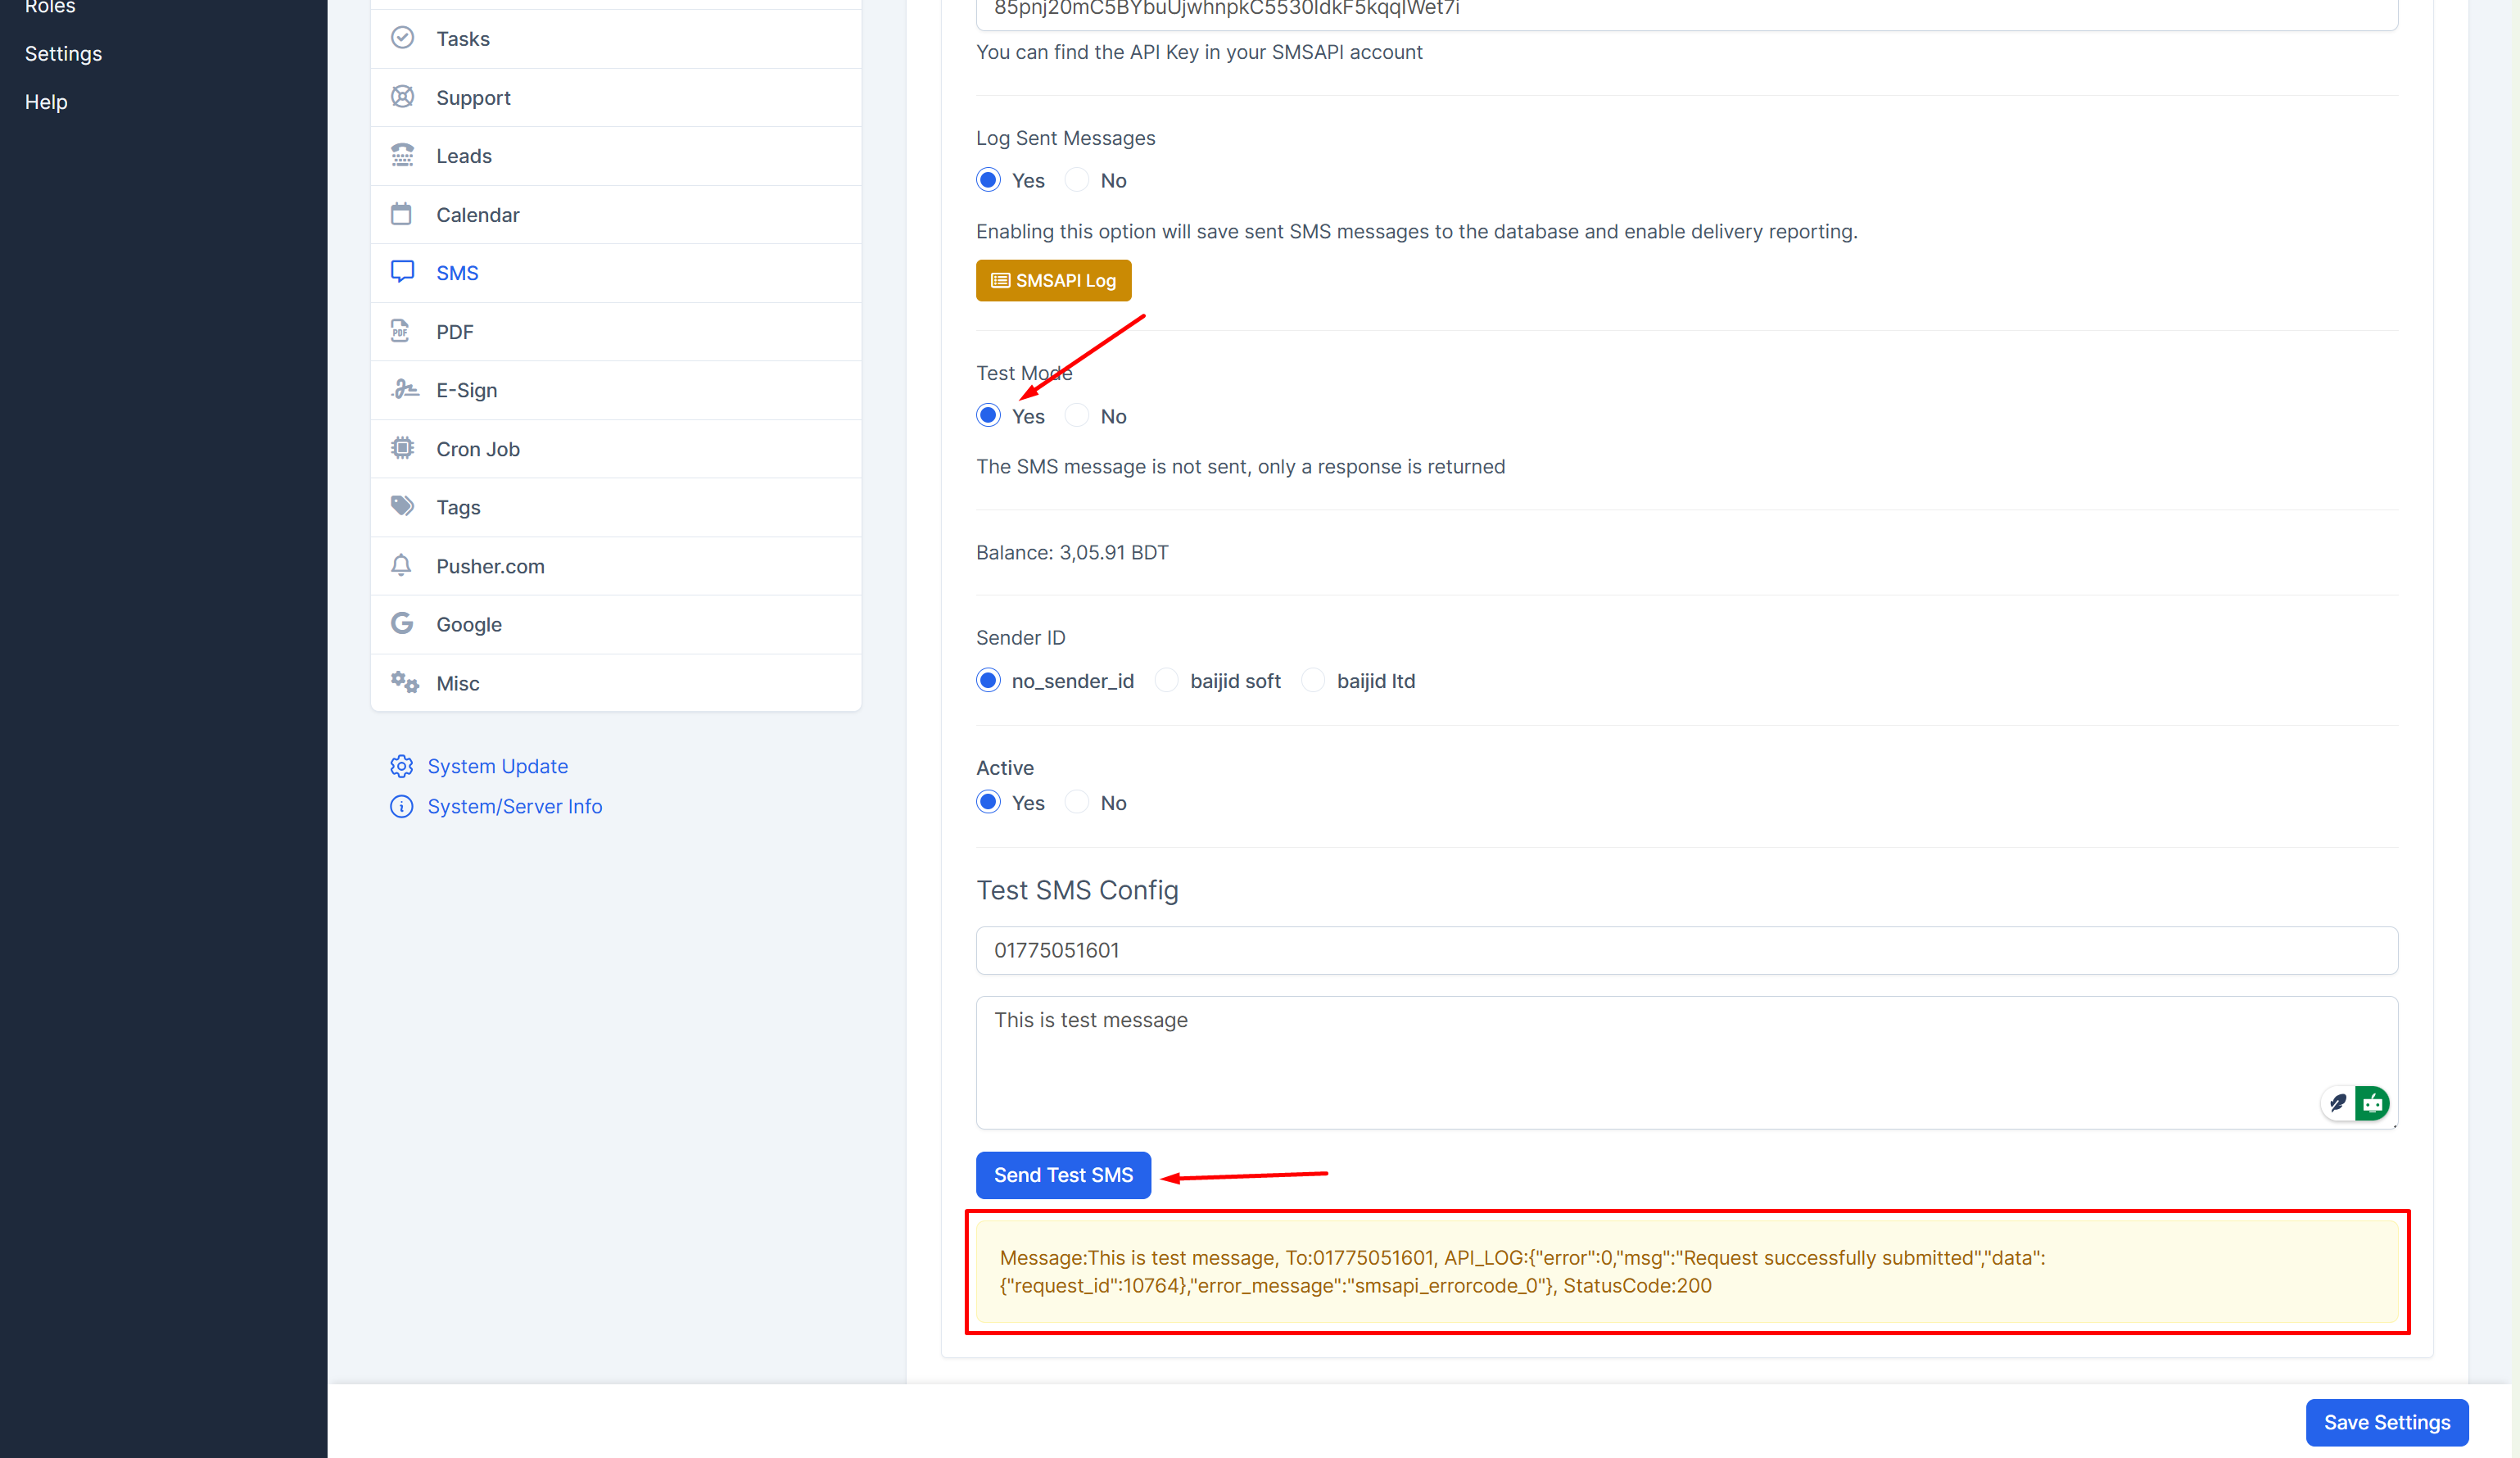 Roles
Settings
Help
Tasks
Support
Leads
Calendar
SMS
PDF
PDF
E-Sign
Cron Job
Tags
Pusher.com
Google
Misc
System Update
System/Server Info
You can find the API Key in your SMSAPI account
Log Sent Messages
Yes No
Enabling this option will save sent SMS messages to the database and enable delivery reporting.
SMSAPI Log
Test Mode
Yes No
The SMS message is not sent, only a response is returned
Balance: 3,05.91 BDT
Sender ID
no_sender_id baijid soft baijid ltd
Active
Yes No
Test SMS Config
01775051601
This is test message
Send Test SMS
Message:This is test message, To:01775051601, API_LOG:{"error":0,"msg":"Request successfully submitted","data":
{"request_id":10764},"error_message":"smsapi_errorcode_0"}, StatusCode:200
Save Settings